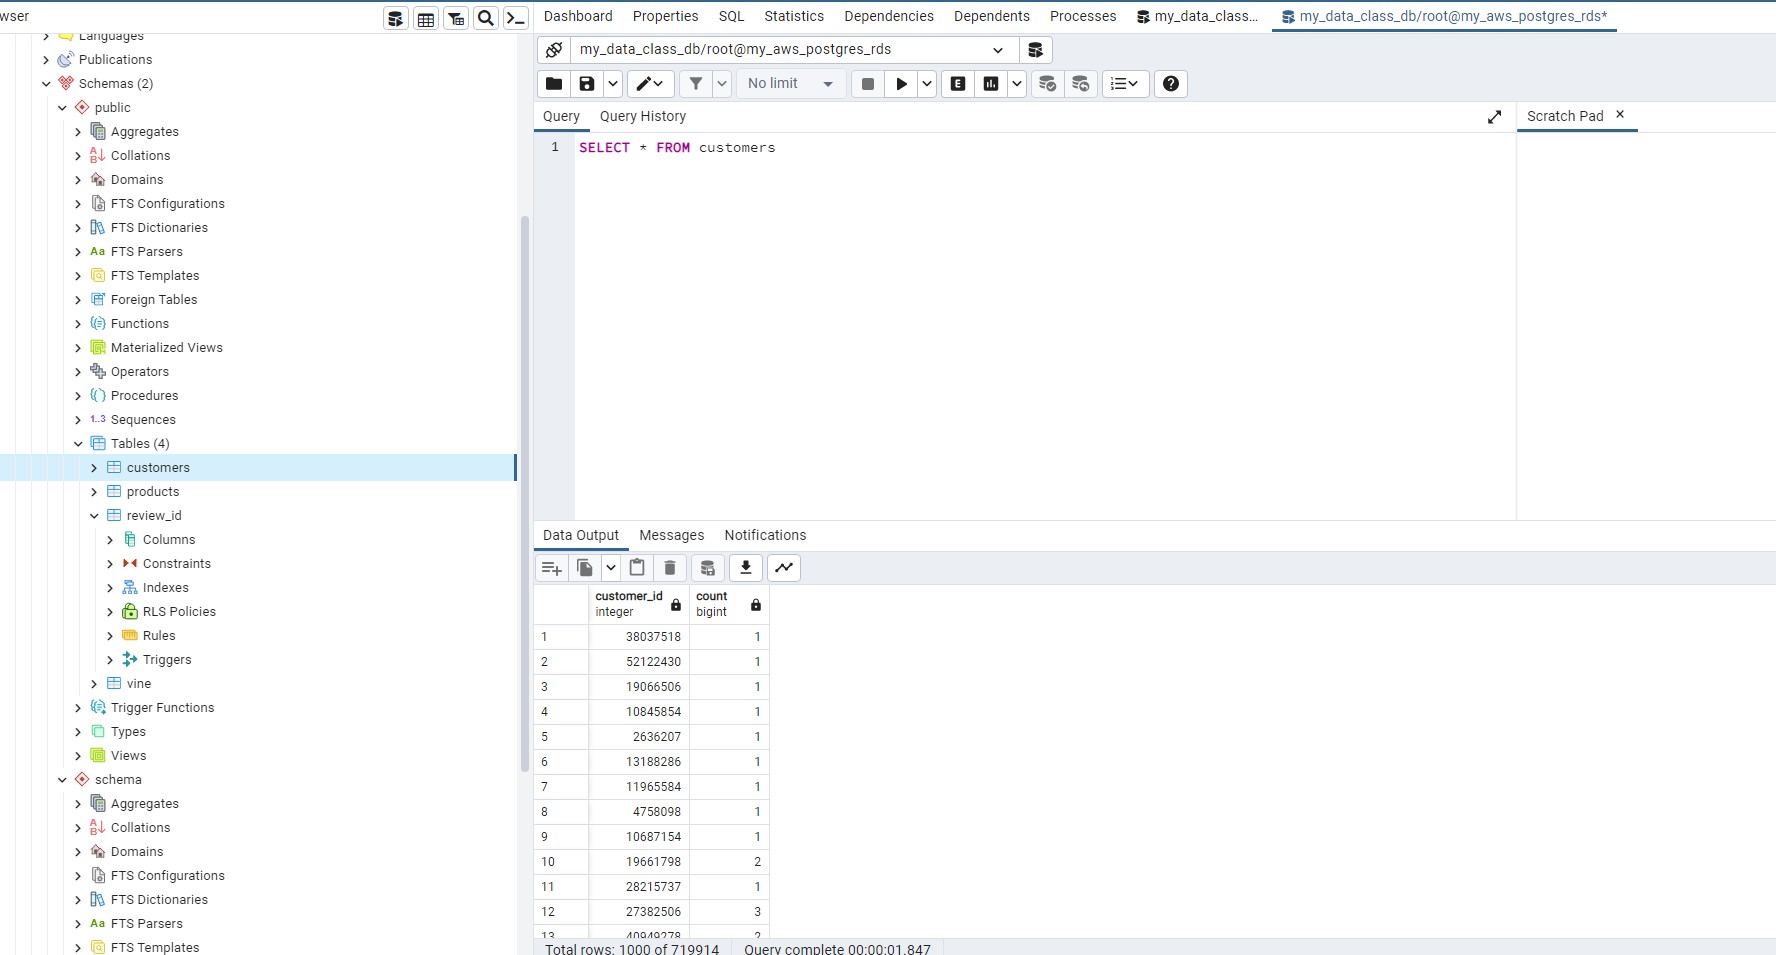 wser
Dashboard Properties SQL Statistics Dependencies Dependents Processes my_data_class... my_data_class_db/root@my_aws_postgres_rds*
Languages
Publications
Schemas (2)
public
Aggregates
Collations
Domains
FTS Configurations
FTS Dictionaries
Aa FTS Parsers
FTS Templates
Foreign Tables
Functions
Materialized Views
Operators
Procedures
1..3 Sequences
Tables (4)
customers
products
review_id
Columns
Constraints
Indexes
RLS Policies
Rules
Triggers
vine
Trigger Functions
Types
Views
schema
Aggregates
Collations
Domains
FTS Configurations
FTS Dictionaries
Aa FTS Parsers
FTS Templates
my_data_class_db/root@my_aws_postgres_rds
No limit
E
Query Query History
Scratch Pad
1 SELECT * FROM customers
Data Output Messages Notifications
customer_id count
integer bigint
1 38037518 1
2 52122430 1
3 19066506 1
4 10845854 1
5 2636207 1
6 13188286 1
7 11965584 1
8 4758098 1
9 10687154 1
10 19661798 2
11 28215737 1
12 27382506 3
13 40949278 2
Total rows: 1000 of 719914 Query complete 00:00:01.847